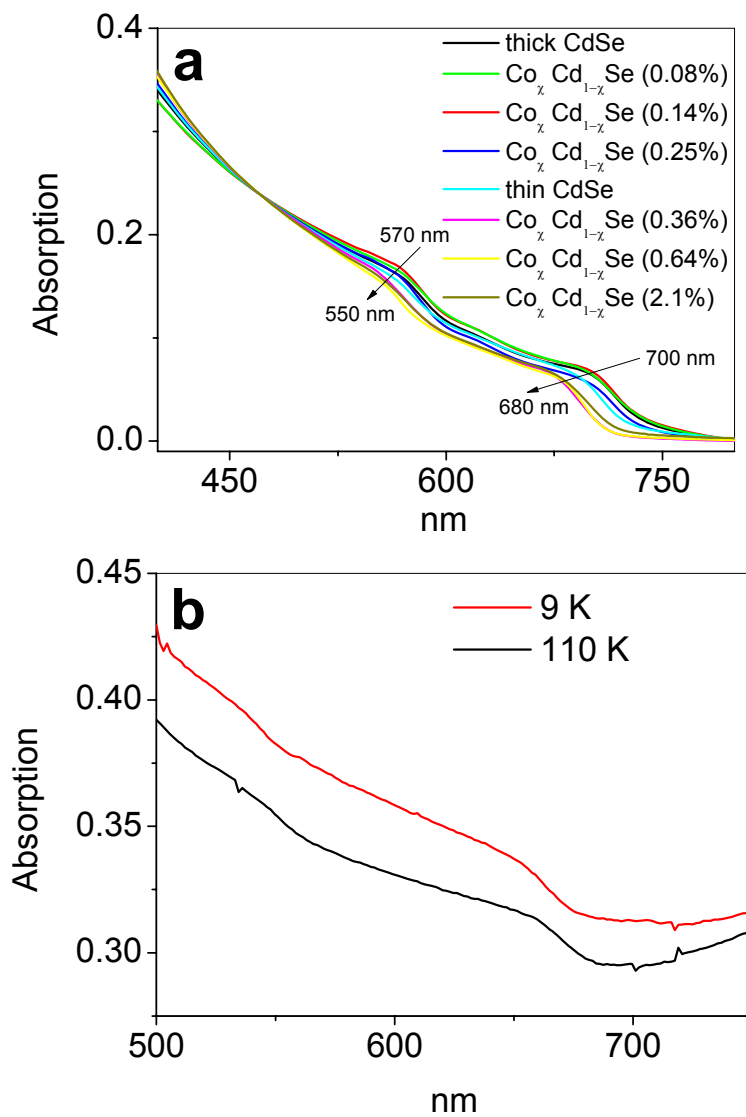 a
thick CdSe
Coχ Cd1-χSe (0.08%)
Coχ Cd1-χSe (0.14%)
Coχ Cd1-χSe (0.25%)
thin CdSe
Coχ Cd1-χSe (0.36%)
Coχ Cd1-χSe (0.64%)
Coχ Cd1-χSe (2.1%)
570 nm
550 nm
700 nm
680 nm
0.4
0.2
0.0
Absorption
450 600 750
nm
b
9 K
110 K
0.45
0.40
0.35
0.30
Absorption
500 600 700
nm